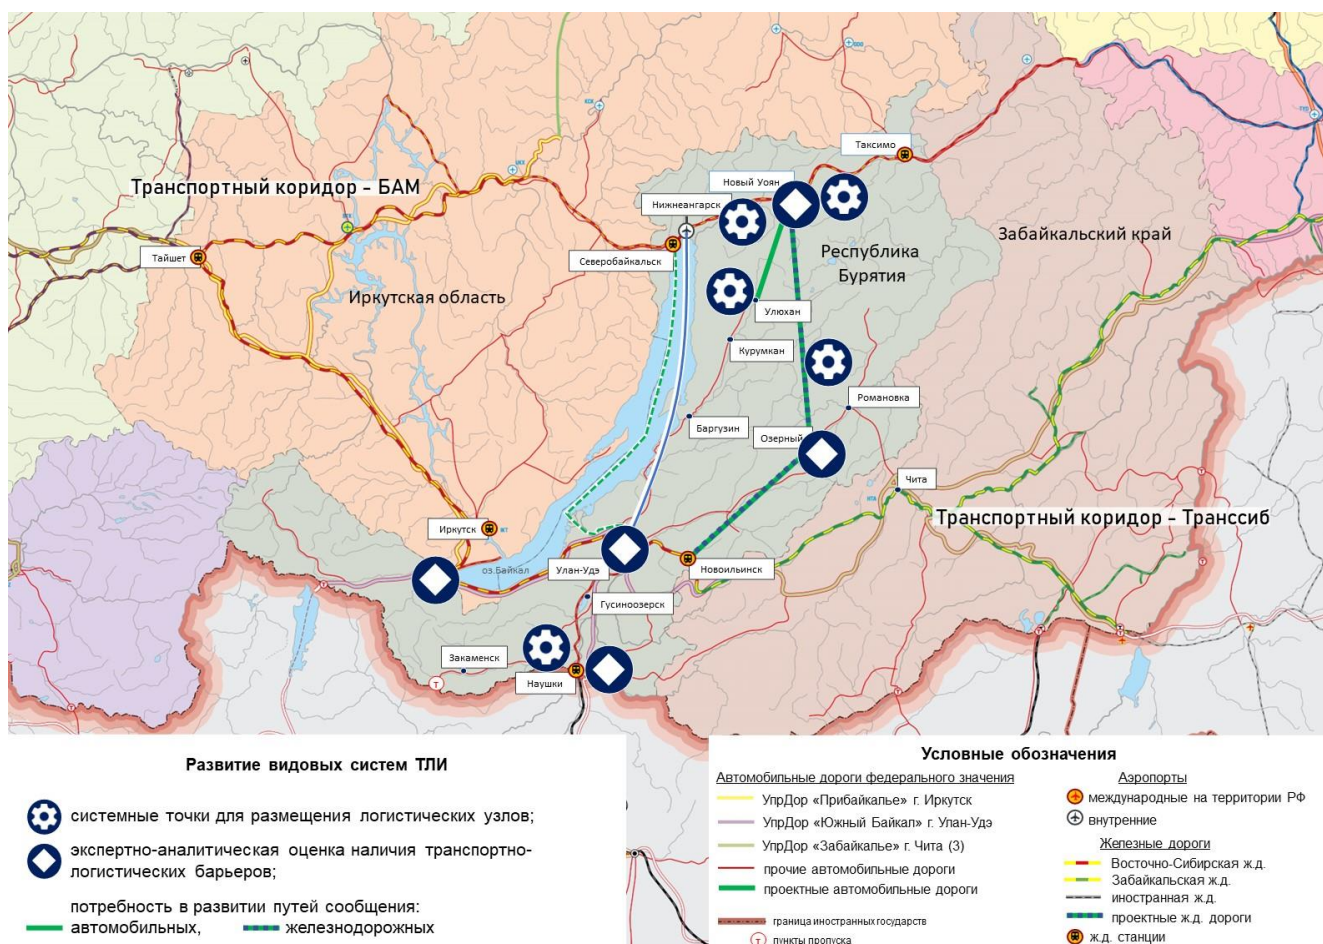 Таксимо
Транспортный коридор - БАМ
Новый Уоян
Нижнеангарск
Забайкальский край
Тайшет
Северобайкальск
Республика
Бурятия
Иркутская область
Улюхан
Курумкан
Романовка
Баргузин
Озерный
Чита
Транспортный коридор - Транссиб
Иркутск
оз.Байкал
Улан-Удэ
Новоильинск
Гусиноозерск
Закаменск
Наушки
Т
Развитие видовых систем ТЛИ
системные точки для размещения логистических узлов;
экспертно-аналитическая оценка наличия транспортно-
логистических барьеров;
потребность в развитии путей сообщения:
автомобильных,
железнодорожных
Условные обозначения
Автомобильные дороги федерального значения
УпрДор «Прибайкалье» г. Иркутск
УпрДор «Южный Байкал» г. Улан-Удэ
УпрДор «Забайкалье» г. Чита (3)
прочие автомобильные дороги
проектные автомобильные дороги
граница иностранных государств
Т пункты пропуска
Аэропорты
международные на территории РФ
внутренние
Железные дороги
Восточно-Сибирская ж.д.
Забайкальская ж.д.
иностранная ж.д.
проектные ж.д. дороги
ж.д. станции